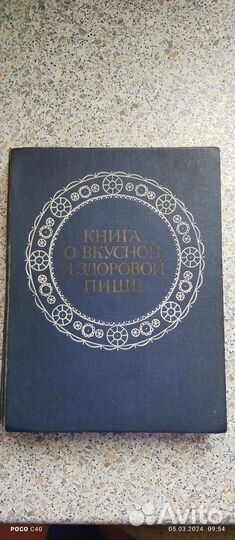 КНИГА
О ВКУСНОЙ
И ЗДОРОВОЙ
ПИЩЕ
Avito
POCO C40
05.03.2024 09:54